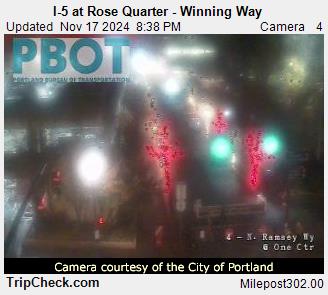 I-5 at Rose Quarter - Winning Way
Updated Nov 17 2024 8:38 PM Camera 4
PBOT
PORTLAND BUREAU OF TRANSPORTATION
4 - N. Ramsey Wy
@ One Ctr
Camera courtesy of the City of Portland
TripCheck.com Milepost302.00